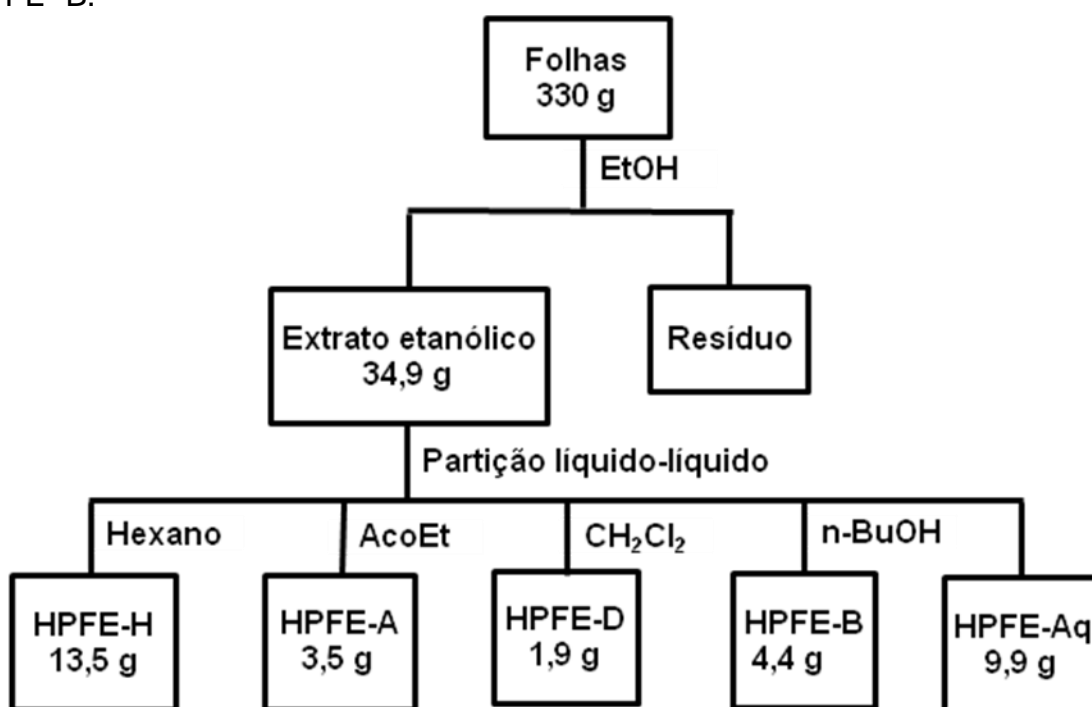 Folhas
330 g
EtOH
Extrato etanólico
34,9 g
Resíduo
Partição líquido-líquido
Hexano
AcoEt
CH₂Cl₂
n-BuOH
HPFE-H
13,5 g
HPFE-A
3,5 g
HPFE-D
1,9 g
HPFE-B
4,4 g
HPFE-Aq
9,9 g